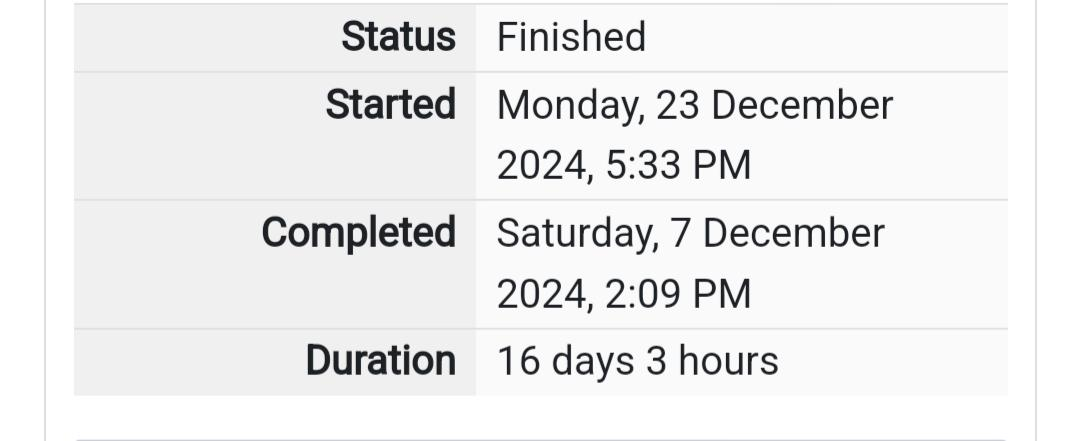 Status Finished
Started Monday, 23 December
2024, 5:33 PM
Completed Saturday, 7 December
2024, 2:09 PM
Duration 16 days 3 hours